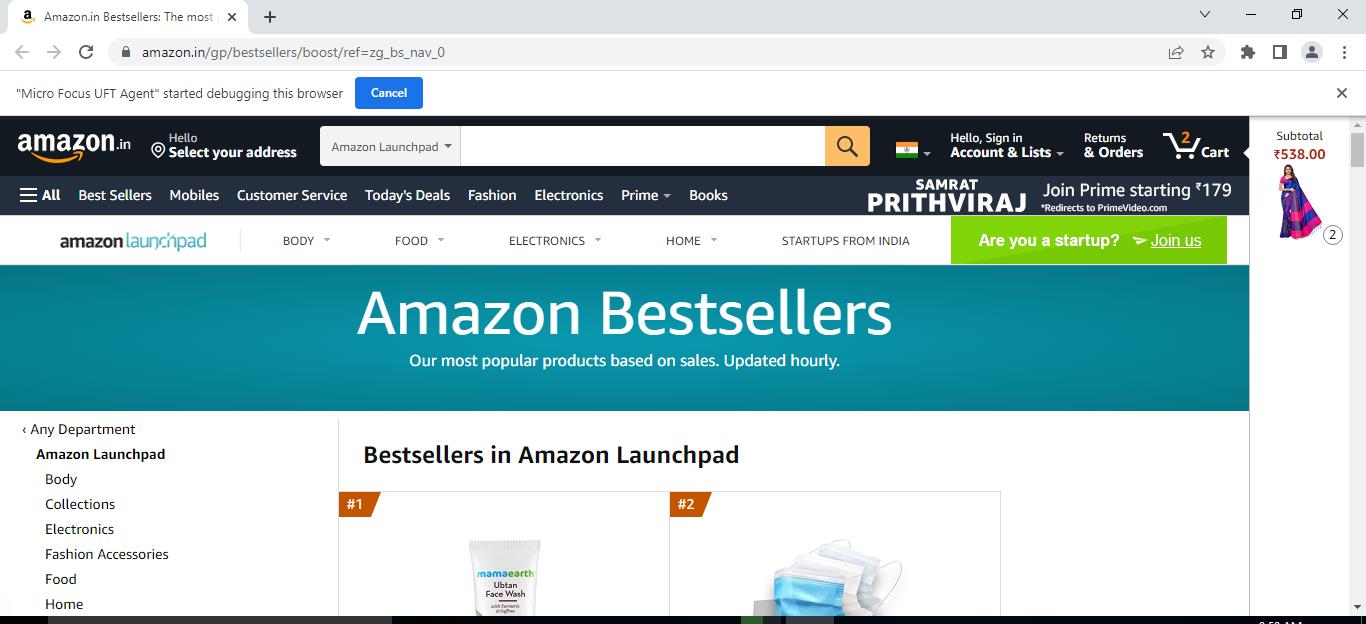 a Amazon.in Bestsellers: The most
amazon.in/gp/bestsellers/boost/ref=zg_bs_nav_0
"Micro Focus UFT Agent" started debugging this browser Cancel
amazon.in
Hello
Select your address
Amazon Launchpad
Hello, Sign in
Account & Lists
Returns
& Orders
2
Cart
Subtotal
₹538.00
2
All Best Sellers Mobiles Customer Service Today's Deals Fashion Electronics Prime Books
SAMRAT
PRITHVIRAJ
Join Prime starting ₹179
*Redirects to PrimeVideo.com
amazon launchpad BODY FOOD ELECTRONICS HOME STARTUPS FROM INDIA Are you a startup? Join us
Amazon Bestsellers
Our most popular products based on sales. Updated hourly.
‹ Any Department
Amazon Launchpad
Body
Collections
Electronics
Fashion Accessories
Food
Home
Bestsellers in Amazon Launchpad
#1
#2
mamaearth
Ubtan
Face Wash
with Turmeric
& Saffron